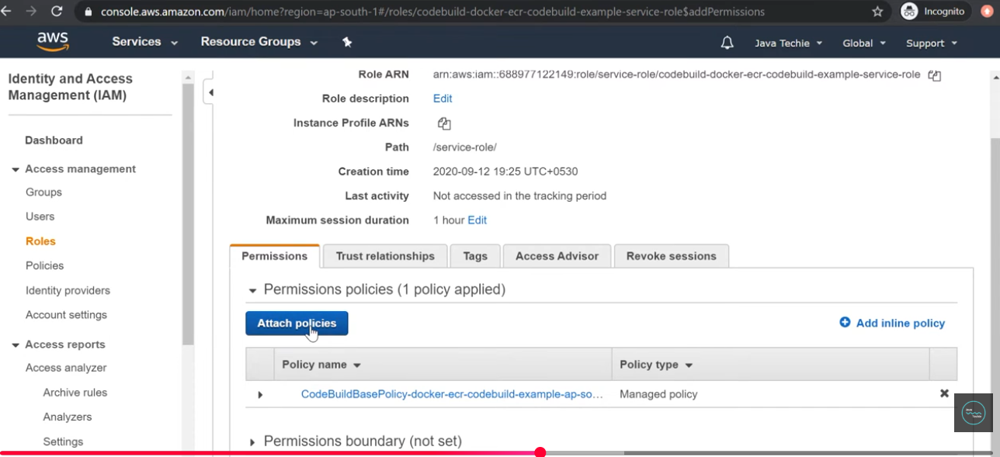 console.aws.amazon.com/iam/home?region=ap-south-1#/roles/codebuild-docker-ecr-codebuild-example-service-role$addPermissions
Incognito
aws
Services
Resource Groups
Java Techie
Global
Support
Identity and Access
Management (IAM)
Dashboard
Access management
Groups
Users
Roles
Policies
Identity providers
Account settings
Access reports
Access analyzer
Archive rules
Analyzers
Settings
Role ARN arn:aws:iam::688977122149:role/service-role/codebuild-docker-ecr-codebuild-example-service-role
Role description Edit
Instance Profile ARNs
Path /service-role/
Creation time 2020-09-12 19:25 UTC+0530
Last activity Not accessed in the tracking period
Maximum session duration 1 hour Edit
Permissions Trust relationships Tags Access Advisor Revoke sessions
Permissions policies (1 policy applied)
Attach policies
Add inline policy
Policy name Policy type
CodeBuildBasePolicy-docker-ecr-codebuild-example-ap-so... Managed policy
Permissions boundary (not set)
Java
Techie